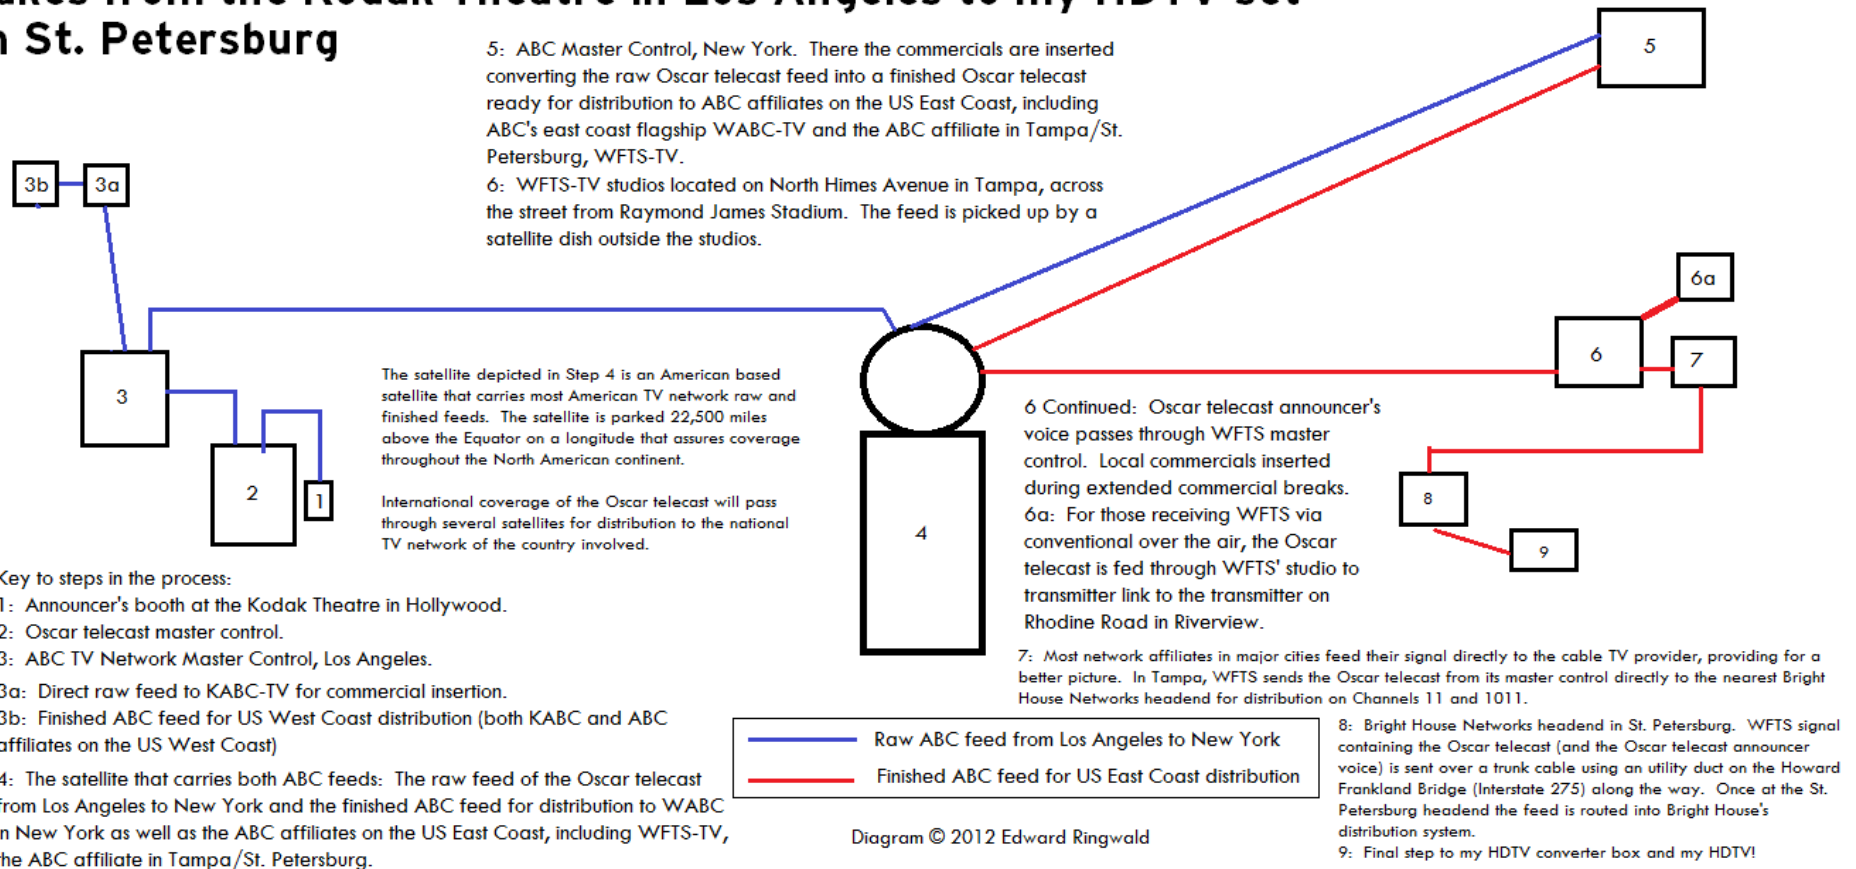 from the Kodak Theatre in Los Angeles to my HDTV set
St. Petersburg
5: ABC Master Control, New York. There the commercials are inserted
converting the raw Oscar telecast feed into a finished Oscar telecast
ready for distribution to ABC affiliates on the US East Coast, including
ABC's east coast flagship WABC-TV and the ABC affiliate in Tampa/St.
Petersburg, WFTS-TV.
6: WFTS-TV studios located on North Himes Avenue in Tampa, across
the street from Raymond James Stadium. The feed is picked up by a
satellite dish outside the studios.
5
3b
3a
6a
6
7
3
2
1
4
8
9
The satellite depicted in Step 4 is an American based
satellite that carries most American TV network raw and
finished feeds. The satellite is parked 22,500 miles
above the Equator on a longitude that assures coverage
throughout the North American continent.
International coverage of the Oscar telecast will pass
through several satellites for distribution to the national
TV network of the country involved.
6 Continued: Oscar telecast announcer's
voice passes through WFTS master
control. Local commercials inserted
during extended commercial breaks.
6a: For those receiving WFTS via
conventional over the air, the Oscar
telecast is fed through WFTS' studio to
transmitter link to the transmitter on
Rhodine Road in Riverview.
Key to steps in the process:
1: Announcer's booth at the Kodak Theatre in Hollywood.
2: Oscar telecast master control.
3: ABC TV Network Master Control, Los Angeles.
3a: Direct raw feed to KABC-TV for commercial insertion.
3b: Finished ABC feed for US West Coast distribution (both KABC and ABC
affiliates on the US West Coast)
4: The satellite that carries both ABC feeds: The raw feed of the Oscar telecast
from Los Angeles to New York and the finished ABC feed for distribution to WABC
in New York as well as the ABC affiliates on the US East Coast, including WFTS-TV,
the ABC affiliate in Tampa/St. Petersburg.
7: Most network affiliates in major cities feed their signal directly to the cable TV provider, providing for a
better picture. In Tampa, WFTS sends the Oscar telecast from its master control directly to the nearest Bright
House Networks headend for distribution on Channels 11 and 1011.
Raw ABC feed from Los Angeles to New York
Finished ABC feed for US East Coast distribution
8: Bright House Networks headend in St. Petersburg. WFTS signal
containing the Oscar telecast (and the Oscar telecast announcer
voice) is sent over a trunk cable using an utility duct on the Howard
Frankland Bridge (Interstate 275) along the way. Once at the St.
Petersburg headend the feed is routed into Bright House's
distribution system.
9: Final step to my HDTV converter box and my HDTV!
Diagram © 2012 Edward Ringwald